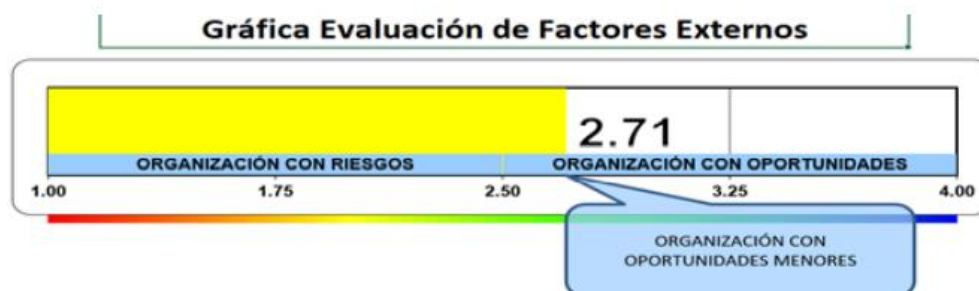 Gráfica Evaluación de Factores Externos
2.71
ORGANIZACIÓN CON RIESGOS ORGANIZACIÓN CON OPORTUNIDADES
1.00 1.75 2.50 3.25 4.00
ORGANIZACIÓN CON
OPORTUNIDADES MENORES